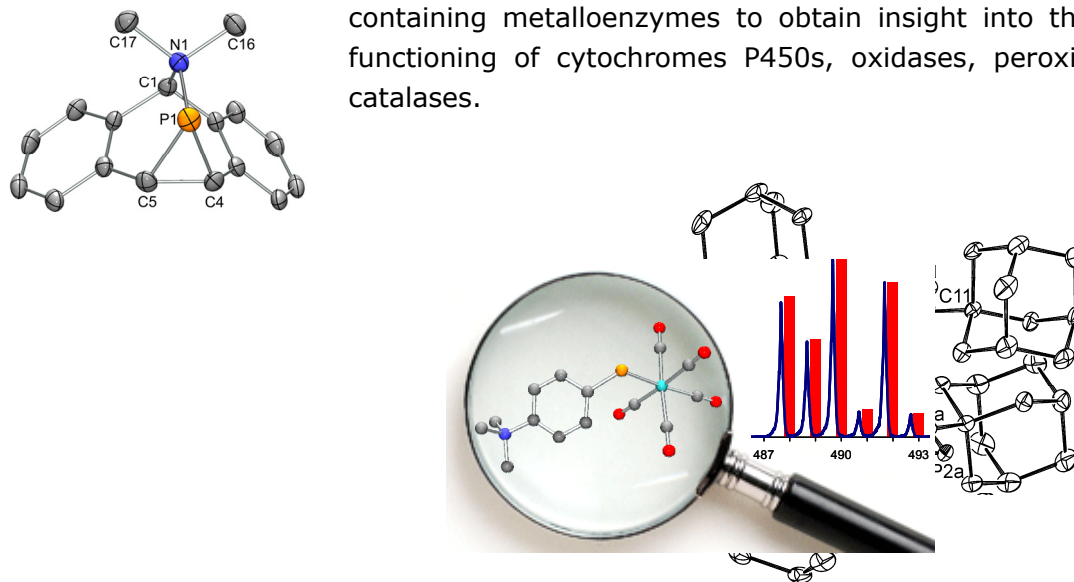 containing metalloenzymes to obtain insight into th
functioning of cytochromes P450s, oxidases, peroxi
catalases.
C17
N1
C16
C1
P1
C5
C4
C11
a
P2a
487
490
493